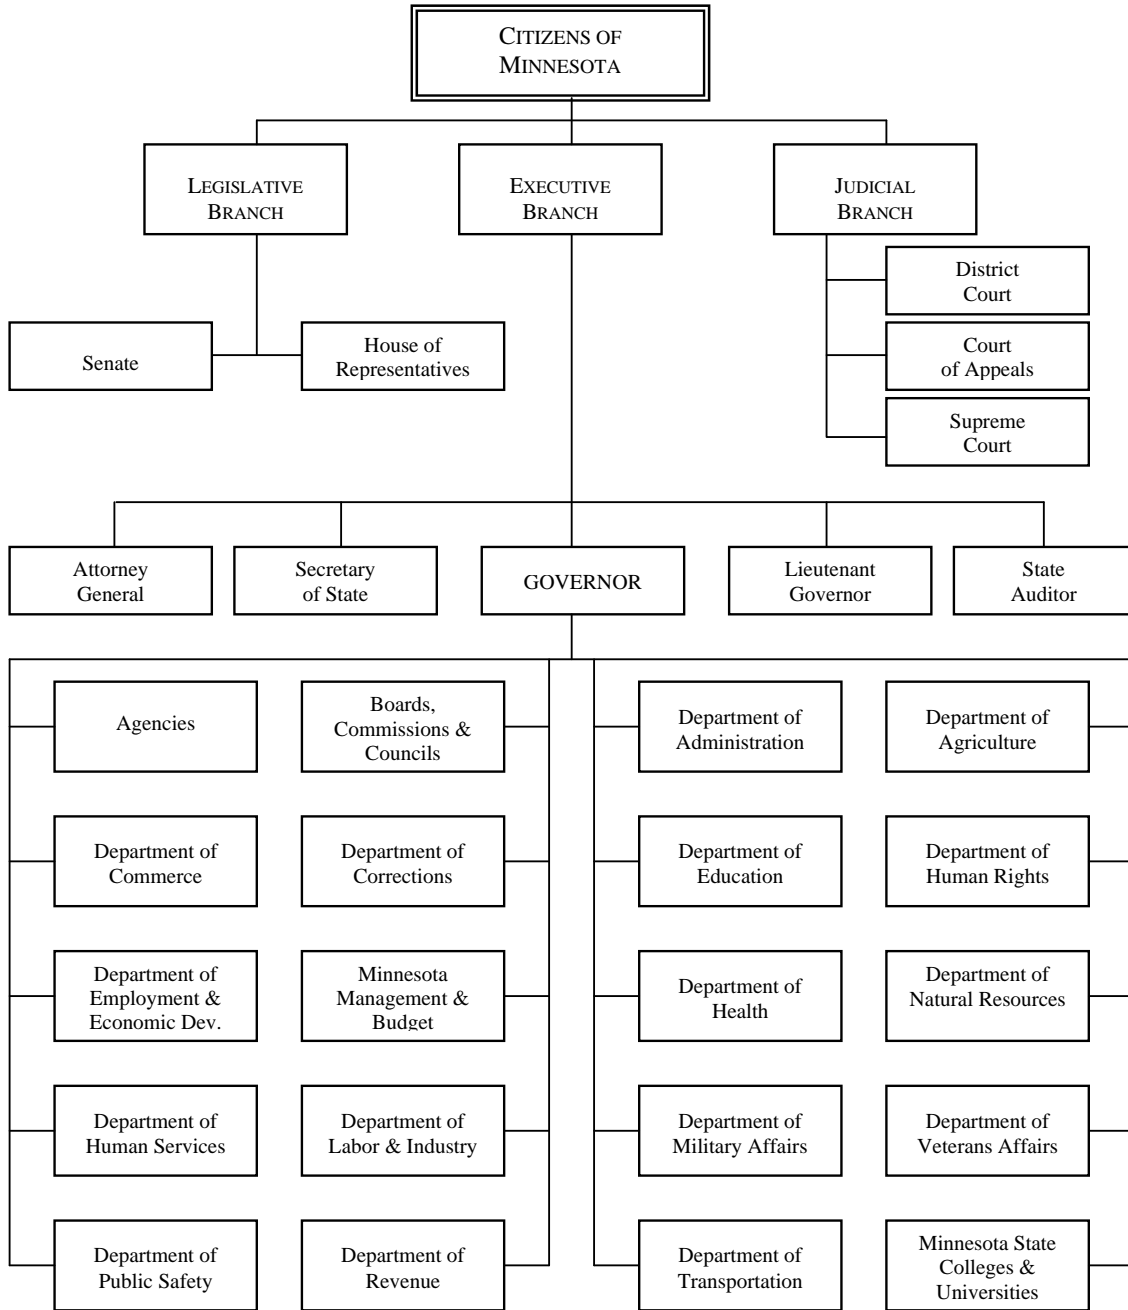 CITIZENS OF
MINNESOTA
LEGISLATIVE
BRANCH
EXECUTIVE
BRANCH
JUDICIAL
BRANCH
District
Court
Senate
House of
Representatives
Court
of Appeals
Supreme
Court
Attorney
General
Secretary
of State
GOVERNOR
Lieutenant
Governor
State
Auditor
Agencies
Boards,
Commissions &
Councils
Department of
Administration
Department of
Agriculture
Department of
Commerce
Department of
Corrections
Department of
Education
Department of
Human Rights
Department of
Employment &
Economic Dev.
Minnesota
Management &
Budget
Department of
Health
Department of
Natural Resources
Department of
Human Services
Department of
Labor & Industry
Department of
Military Affairs
Department of
Veterans Affairs
Department of
Public Safety
Department of
Revenue
Department of
Transportation
Minnesota State
Colleges &
Universities